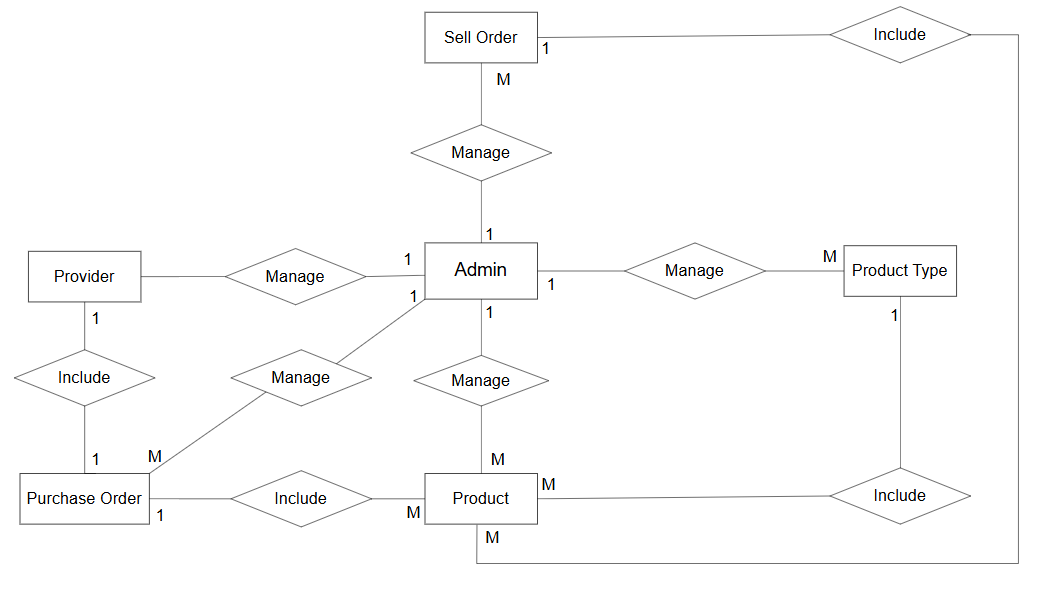 Sell Order
1
Include
M
Manage
1
Provider
Manage
1
Admin
1
Manage
M
Product Type
1
1
1
1
Include
Manage
Manage
M
1
M
M
Purchase Order
1
Include
M
Product
M
Include